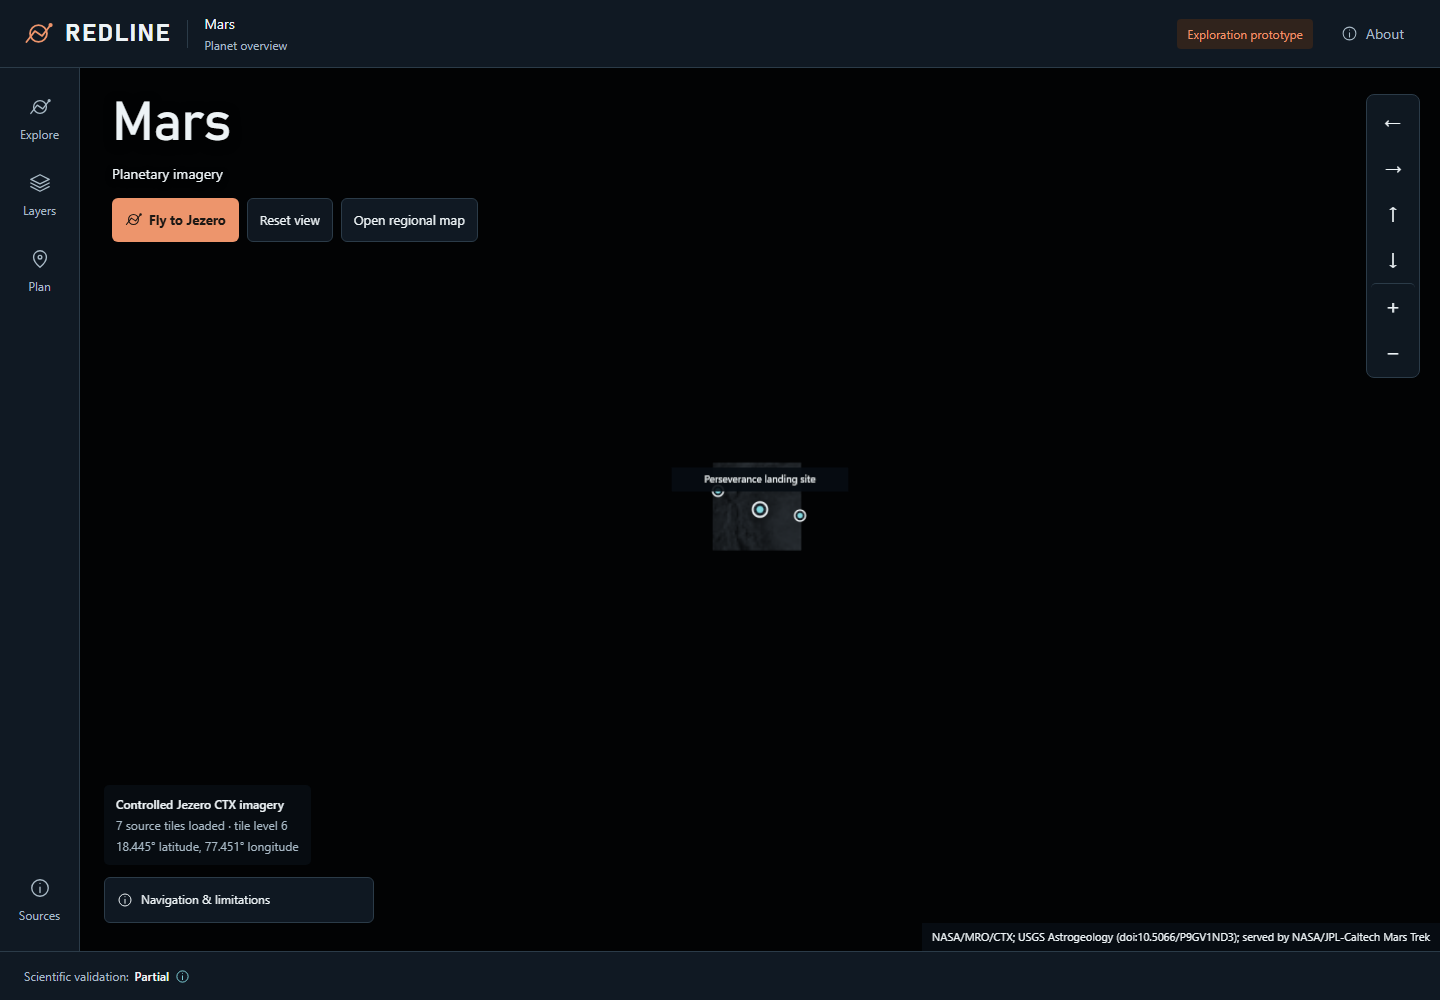 REDLINE
Mars
Planet overview
Exploration prototype
About
Explore
Layers
Plan
Sources
Mars
Planetary imagery
Fly to Jezero
Reset view
Open regional map
←
→
↑
↓
+
−
Perseverance landing site
Controlled Jezero CTX imagery
7 source tiles loaded · tile level 6
18.445° latitude, 77.451° longitude
Navigation & limitations
NASA/MRO/CTX; USGS Astrogeology (doi:10.5066/P9GV1ND3); served by NASA/JPL-Caltech Mars Trek
Scientific validation: Partial